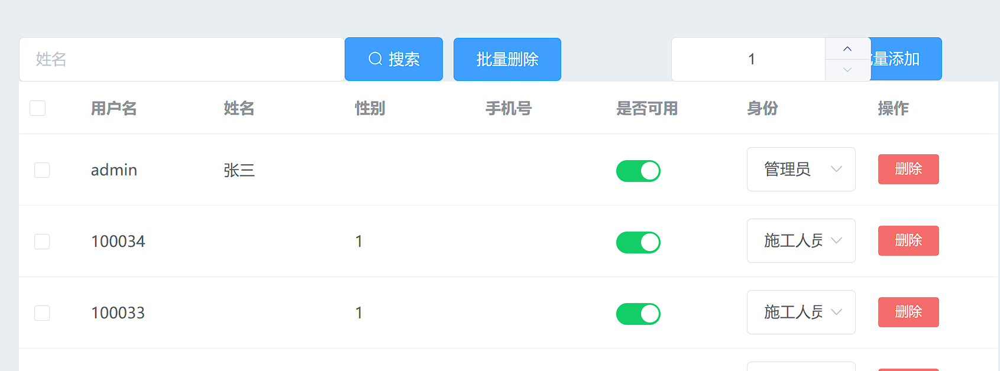 姓名 搜索 批量删除 1 量添加
用户名 姓名 性别 手机号 是否可用 身份 操作
admin 张三 管理员 删除
100034 1 施工人员 删除
100033 1 施工人员 删除